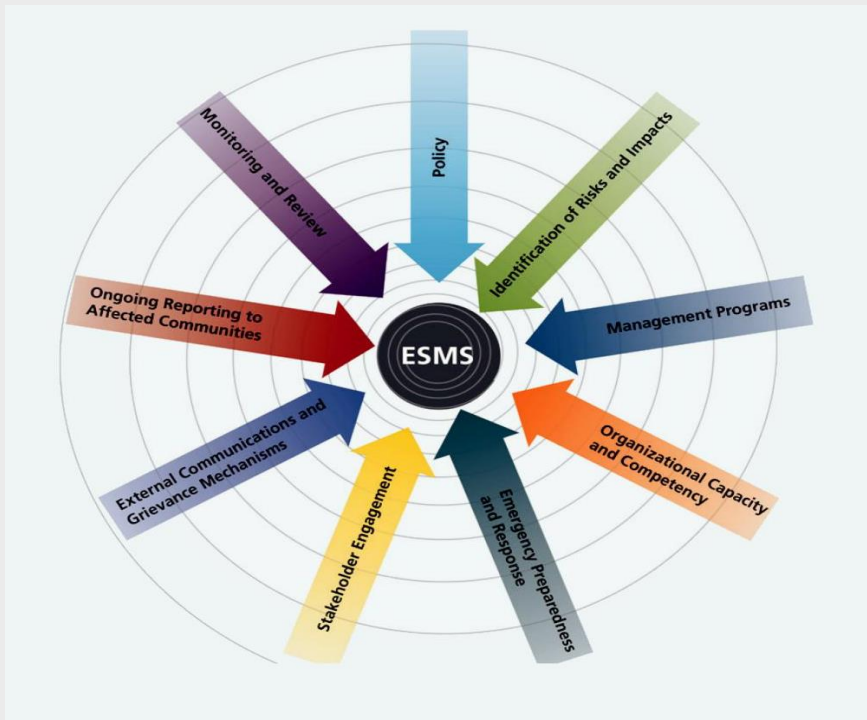 Policy
Identification of Risks and Impacts
Management Programs
Organizational Capacity
and Competency
Emergency Preparedness
and Response
Stakeholder Engagement
External Communications and
Grievance Mechanisms
Ongoing Reporting to
Affected Communities
Monitoring and Review
ESMS